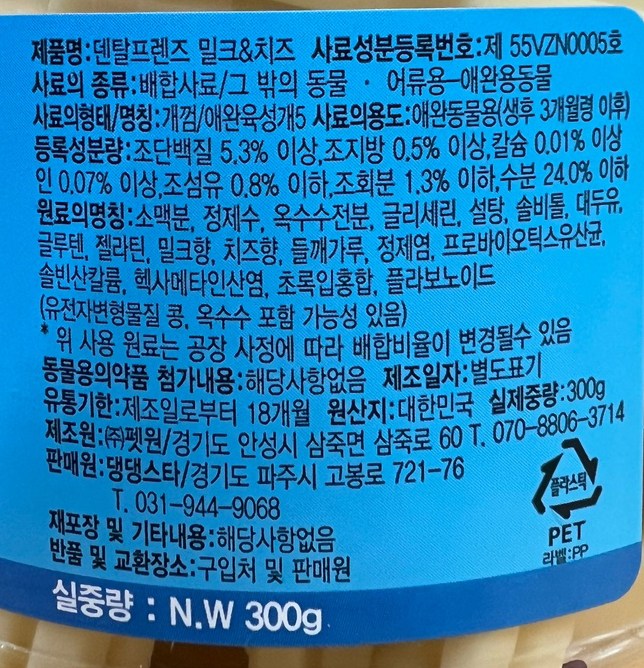 제품명:덴탈프렌즈 밀크&치즈 사료성분등록번호:제 55VZN0005호
사료의 종류:배합사료/그 밖의 동물 · 어류용-애완용동물
사료의형태/명칭:개껌/애완육성개5 사료의용도:애완동물용(생후 3개월령 이후)
등록성분량:조단백질 5.3% 이상,조지방 0.5% 이상,칼슘 0.01% 이상
인 0.07% 이상,조섬유 0.8% 이하,조회분 1.3% 이하,수분 24.0% 이하
원료의명칭:소맥분, 정제수, 옥수수전분, 글리세린, 설탕, 솔비톨, 대두유,
글루텐, 젤라틴, 밀크향, 치즈향, 들깨가루, 정제염, 프로바이오틱스유산균,
솔빈산칼륨, 헥사메타인산염, 초록입홍합, 플라보노이드
(유전자변형물질 콩, 옥수수 포함 가능성 있음)
* 위 사용 원료는 공장 사정에 따라 배합비율이 변경될수 있음
동물용의약품 첨가내용:해당사항없음 제조일자:별도표기
유통기한:제조일로부터 18개월 원산지:대한민국 실제중량:300g
제조원:㈜펫원/경기도 안성시 삼죽면 삼죽로 60 T. 070-8806-3714
판매원:댕댕스타/경기도 파주시 고봉로 721-76
T. 031-944-9068
재포장 및 기타내용:해당사항없음
반품 및 교환장소:구입처 및 판매원
플라스틱
PET
라벨:PP
실중량 : N.W 300g